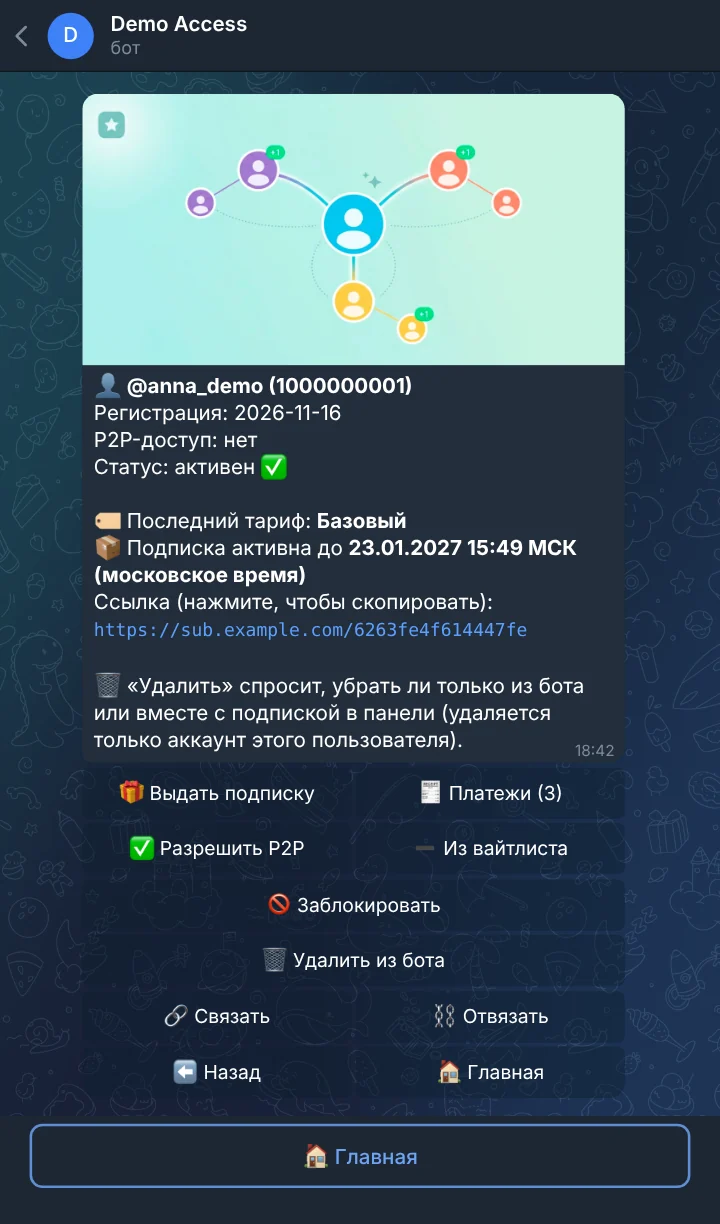 D
Demo Access
бот
+1
+1
+1
👤 @anna_demo (1000000001)
Регистрация: 2026-11-16
P2P-доступ: нет
Статус: активен ✅
🏷️ Последний тариф: Базовый
📦 Подписка активна до 23.01.2027 15:49 МСК
(московское время)
Ссылка (нажмите, чтобы скопировать):
https://sub.example.com/6263fe4f614447fe
🗑️ «Удалить» спросит, убрать ли только из бота
или вместе с подпиской в панели (удаляется
только аккаунт этого пользователя).
18:42
🎁 Выдать подписку
🧾 Платежи (3)
✅ Разрешить P2P
➖ Из вайтлиста
🚫 Заблокировать
🗑️ Удалить из бота
🔗 Связать
⛓️ Отвязать
⬅️ Назад
🏠 Главная
🏠 Главная